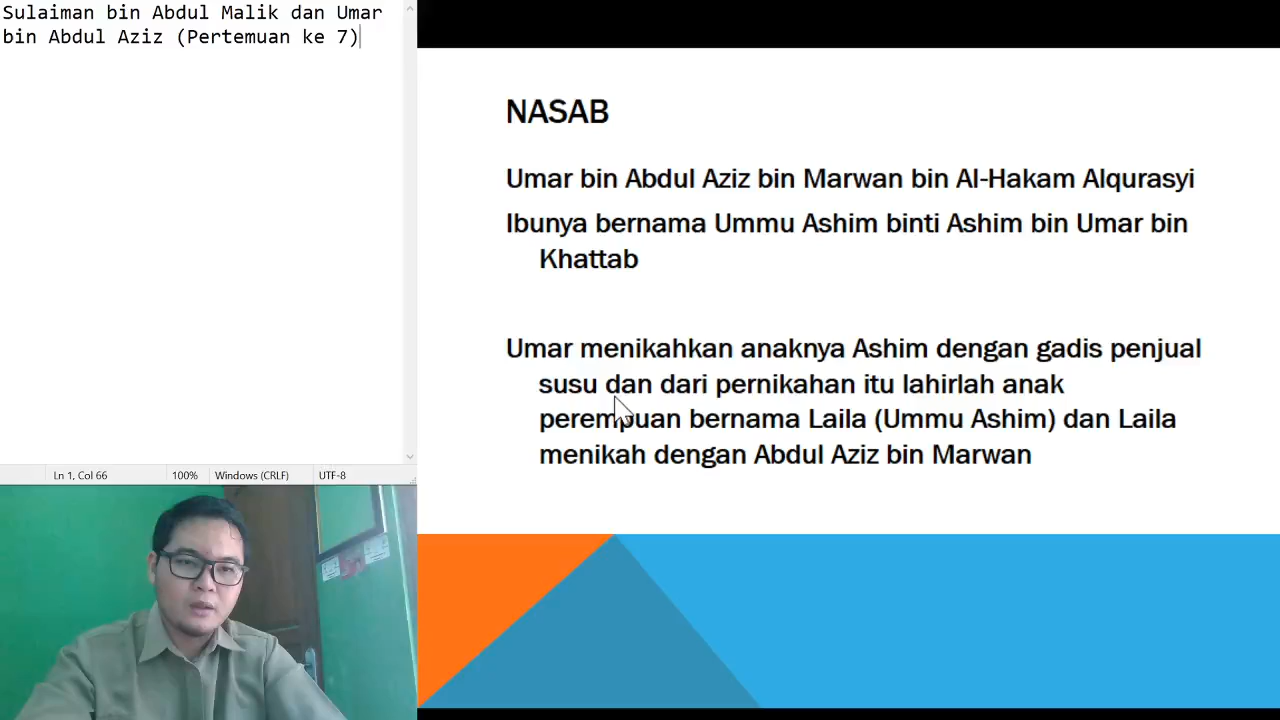 Sulaiman bin Abdul Malik dan Umar
bin Abdul Aziz (Pertemuan ke 7)
Ln 1, Col 66
100%
Windows (CRLF)
UTF-8
NASAB
Umar bin Abdul Aziz bin Marwan bin Al-Hakam Alqurasyi
Ibunya bernama Ummu Ashim binti Ashim bin Umar bin
Khattab
Umar menikahkan anaknya Ashim dengan gadis penjual
susu dan dari pernikahan itu lahirlah anak
perempuan bernama Laila (Ummu Ashim) dan Laila
menikah dengan Abdul Aziz bin Marwan